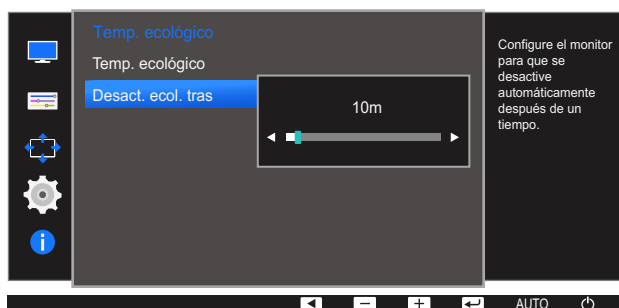 Temp. ecológico
Temp. ecológico
Desact. ecol. tras
10m
Configure el monitor
para que se
desactive
automáticamente
después de un
tiempo.
AUTO